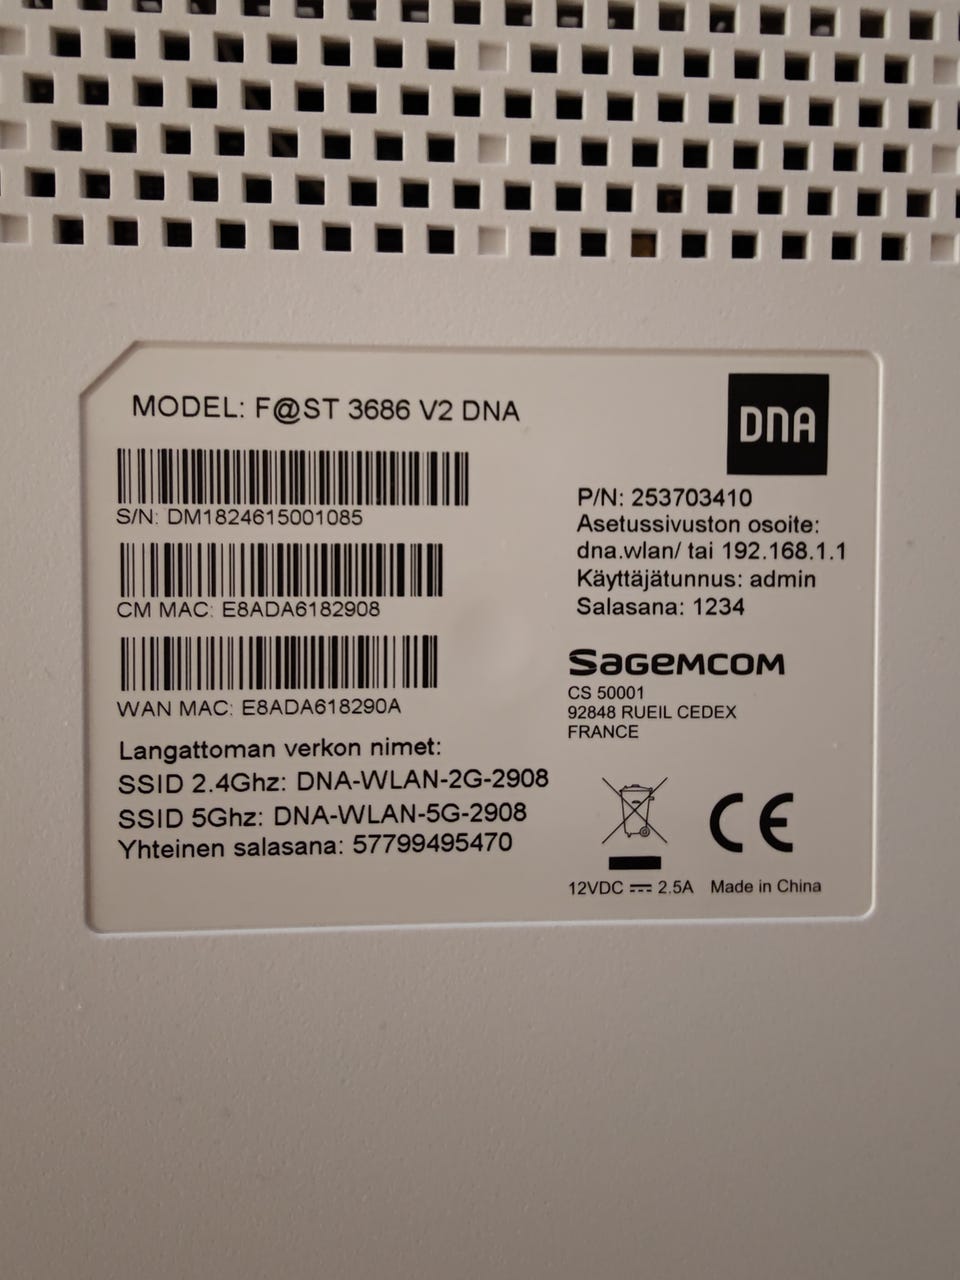 MODEL: F@ST 3686 V2 DNA
DNA
S/N: DM1824615001085
CM MAC: E8ADA6182908
WAN MAC: E8ADA618290A
Langattoman verkon nimet:
SSID 2.4Ghz: DNA-WLAN-2G-2908
SSID 5Ghz: DNA-WLAN-5G-2908
Yhteinen salasana: 57799495470
P/N: 253703410
Asetussivuston osoite:
dna.wlan/ tai 192.168.1.1
Käyttäjätunnus: admin
Salasana: 1234
SAGEMCOM
CS 50001
92848 RUEIL CEDEX
FRANCE
CE
12VDC ⎓ 2.5A Made in China